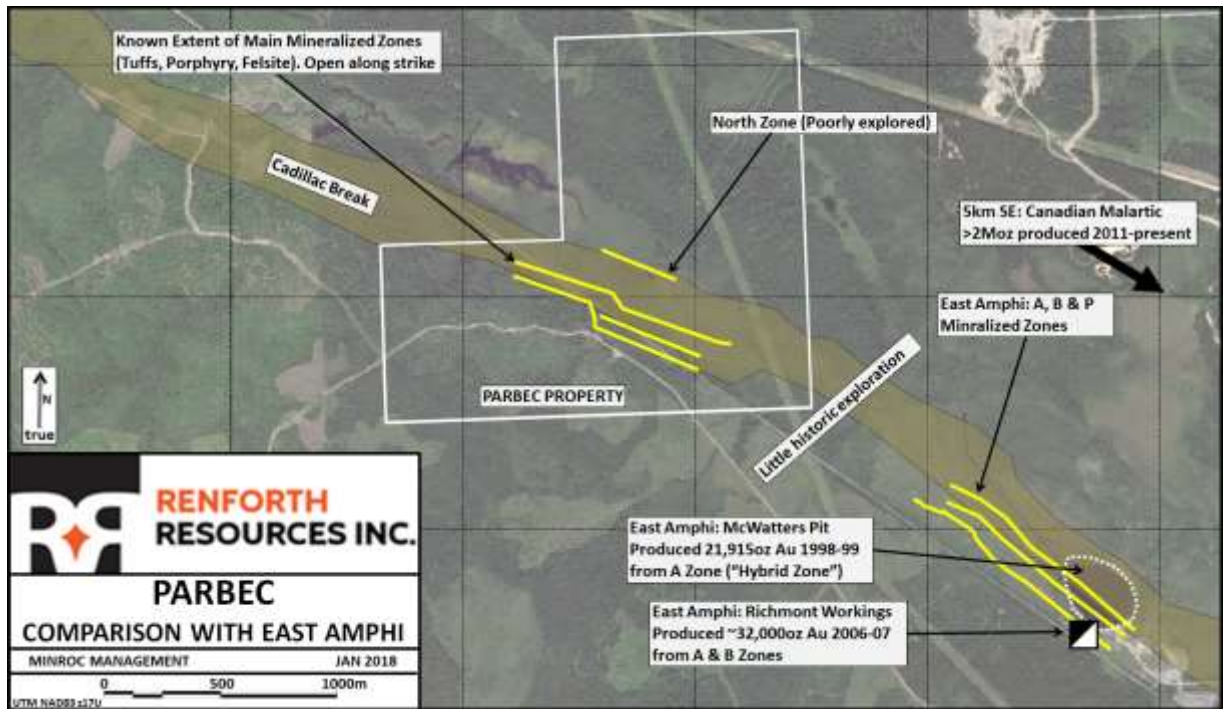 Known Extent of Main Mineralized Zones
(Tuffs, Porphyry, Felsite). Open along strike
North Zone (Poorly explored)
Cadillac Break
5km SE: Canadian Malartic
>2Moz produced 2011-present
East Amphi: A, B & P
Minralized Zones
PARBEC PROPERTY
Little historic exploration
N
true
East Amphi: McWatters Pit
Produced 21,915oz Au 1998-99
from A Zone ("Hybrid Zone")
East Amphi: Richmont Workings
Produced ~32,000oz Au 2006-07
from A & B Zones
RENFORTH
RESOURCES INC.
PARBEC
COMPARISON WITH EAST AMPHI
MINROC MANAGEMENT JAN 2018
0 500 1000m
UTM NAD83 z17U